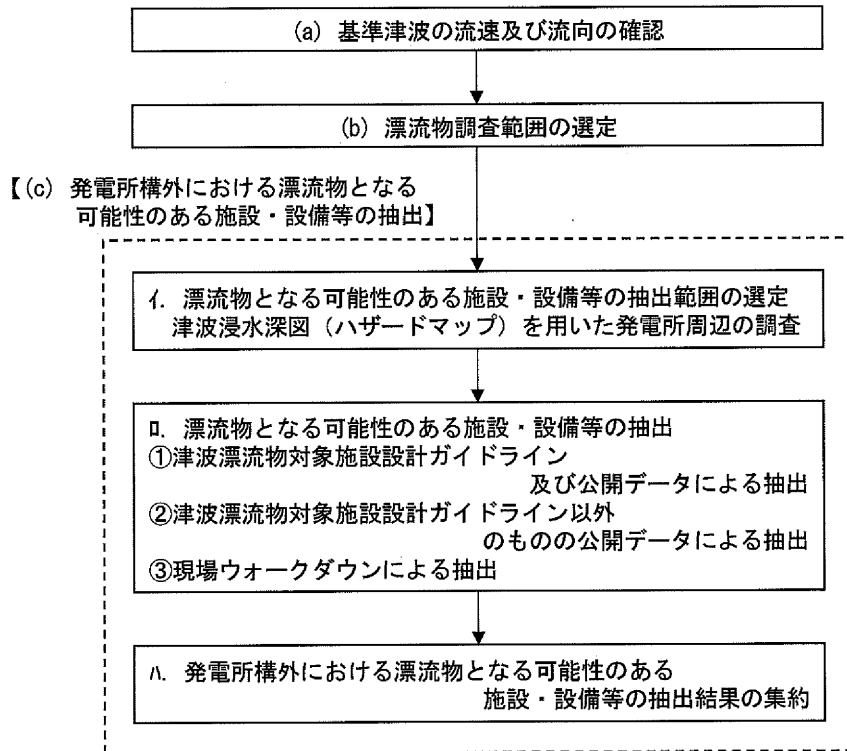 (a) 基準津波の流速及び流向の確認
(b) 漂流物調査範囲の選定
【(c) 発電所構外における漂流物となる
可能性のある施設・設備等の抽出】
ｲ. 漂流物となる可能性のある施設・設備等の抽出範囲の選定
津波浸水深図（ハザードマップ）を用いた発電所周辺の調査
ﾛ. 漂流物となる可能性のある施設・設備等の抽出
①津波漂流物対象施設設計ガイドライン
及び公開データによる抽出
②津波漂流物対象施設設計ガイドライン以外
のものの公開データによる抽出
③現場ウォークダウンによる抽出
ﾊ. 発電所構外における漂流物となる可能性のある
施設・設備等の抽出結果の集約